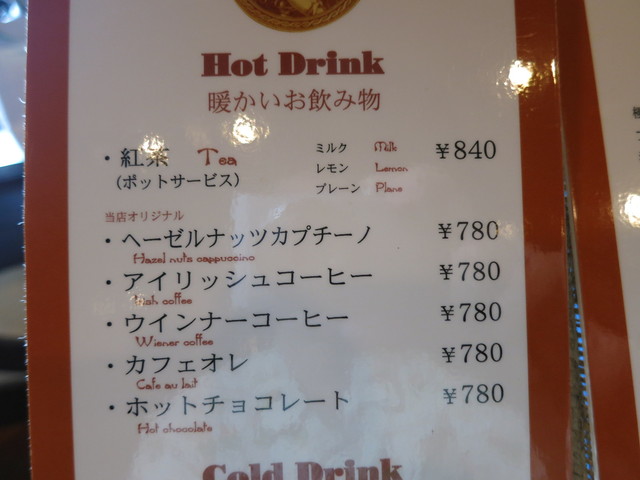 Hot Drink
暖かいお飲み物
・紅茶 Tea ミルク Milk ¥840
(ポットサービス) レモン Lemon
プレーン Plane
当店オリジナル
・ヘーゼルナッツカプチーノ ¥780
Hazel nuts cappuccino
・アイリッシュコーヒー ¥780
Irish coffee
・ウインナーコーヒー ¥780
Wiener coffee
・カフェオレ ¥780
Cafe au lait
・ホットチョコレート ¥780
Hot chocolate
Cold Drink